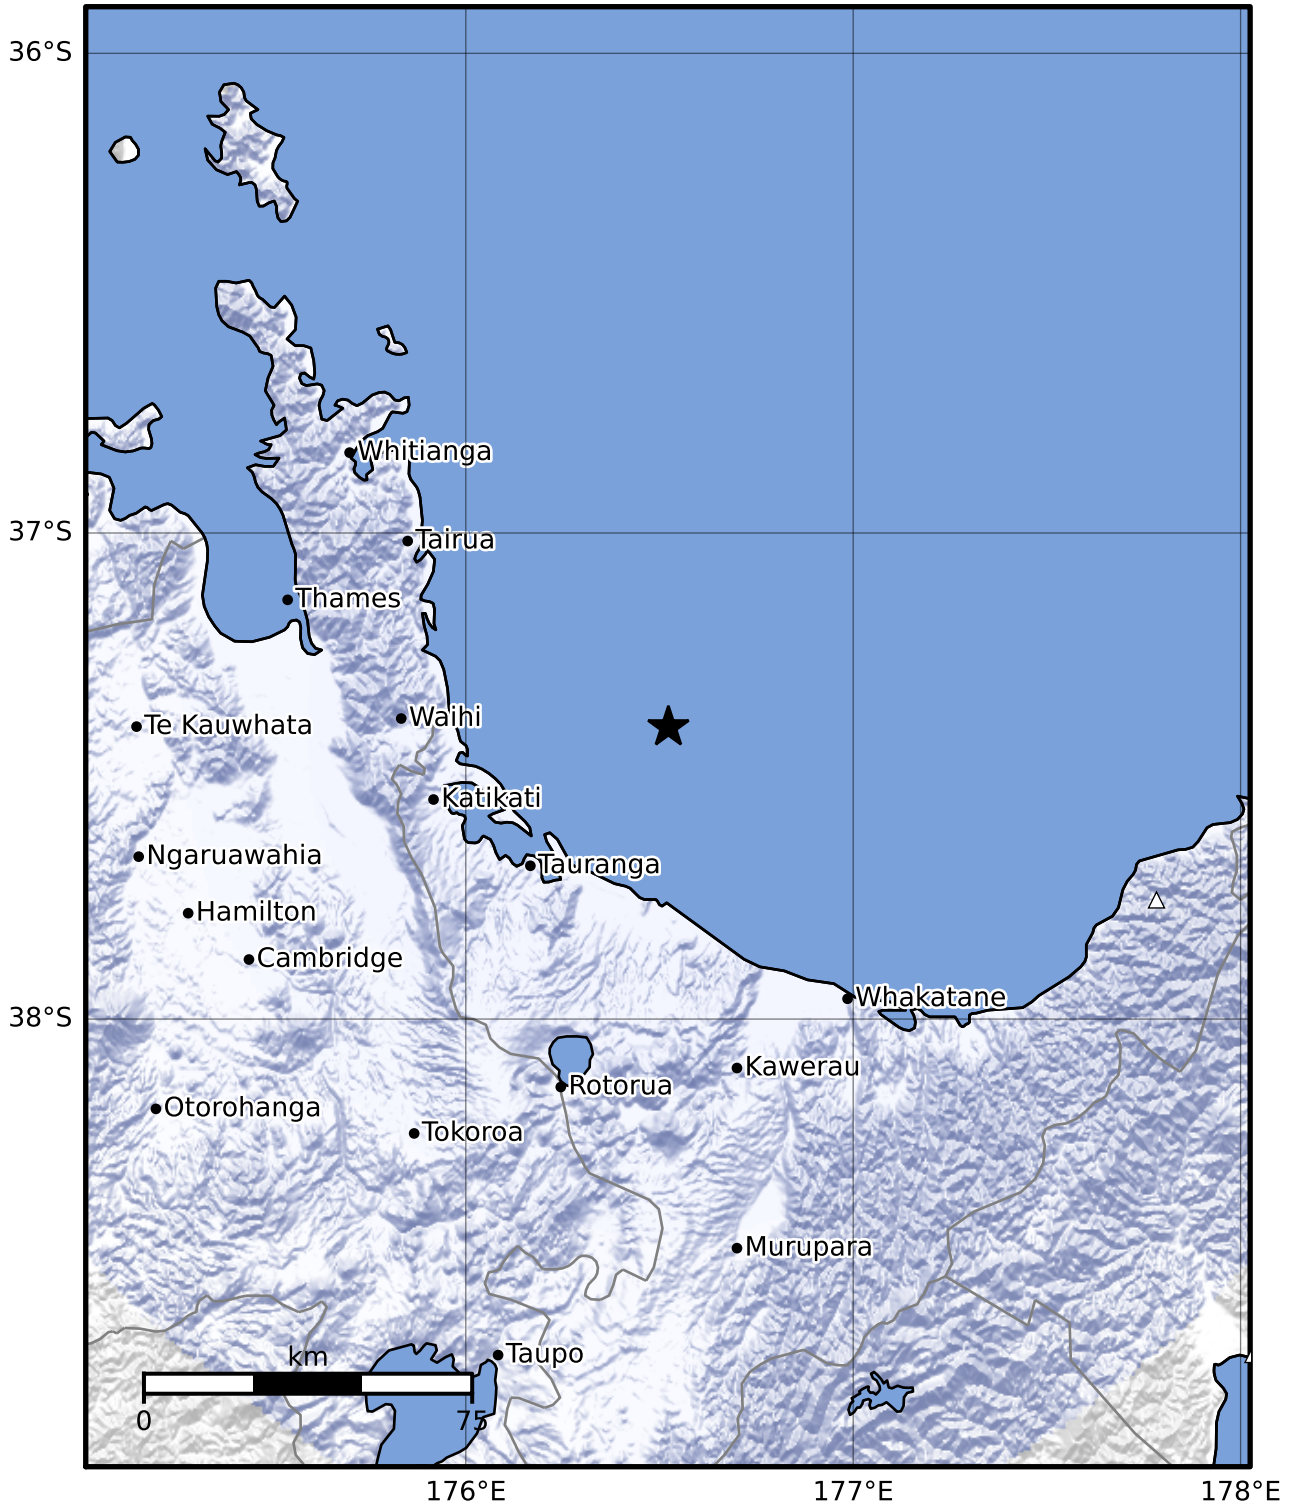 36°S
Whitianga
37°S
Tairua
Thames
Waihi
Te Kauwhata
Katikati
Ngaruawahia
Tauranga
Hamilton
Cambridge
Whakatane
38°S
Kawerau
Rotorua
Otorohanga
Tokoroa
Murupara
Taupo
km
0 75
176°E 177°E 178°E